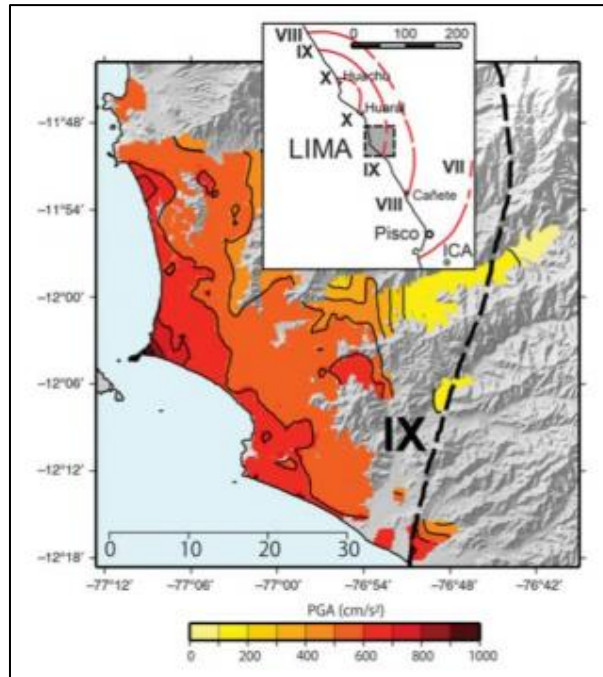 VIII
IX
0 100 200
X
Huacho
Huaral
X
LIMA
VII
IX
Cañete
VIII
Pisco
ICA
−11°48'
−11°54'
−12°00'
−12°06'
−12°12'
−12°18'
IX
0 10 20 30
−77°12' −77°06' −77°00' −76°54' −76°48' −76°42'
PGA (cm/s²)
0 200 400 600 800 1000